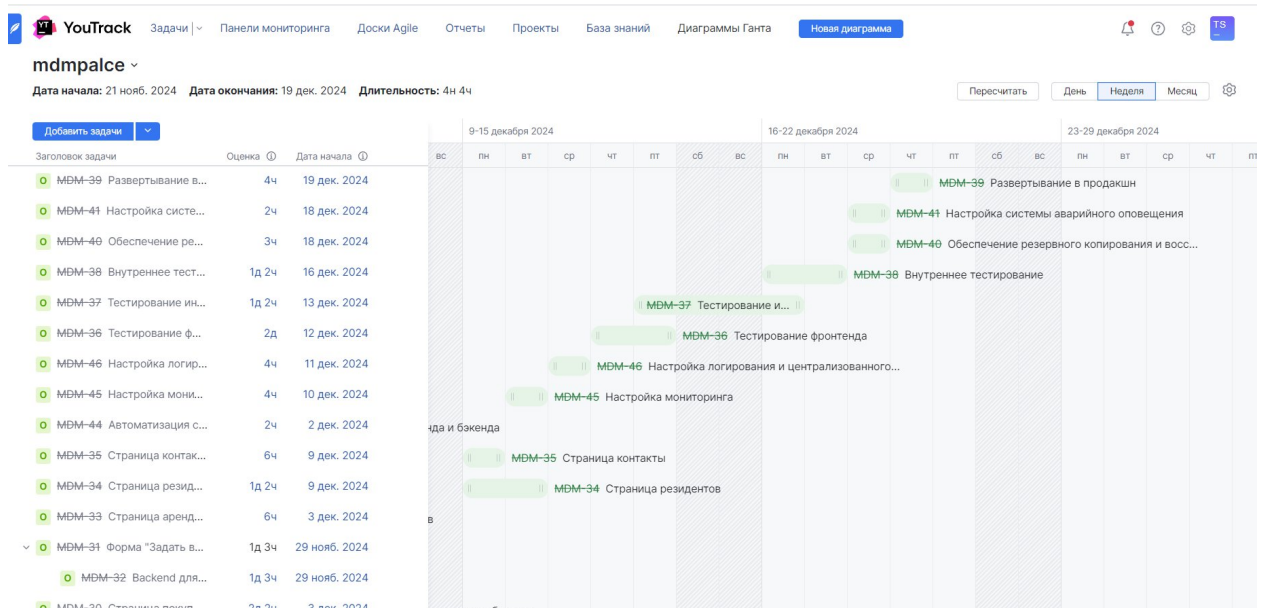 YT YouTrack Задачи Панели мониторинга Доски Agile Отчеты Проекты База знаний Диаграммы Ганта Новая диаграмма TS
mdmpalce
Дата начала: 21 нояб. 2024 Дата окончания: 19 дек. 2024 Длительность: 4н 4ч
Пересчитать День Неделя Месяц
Добавить задачи 9-15 декабря 2024 16-22 декабря 2024 23-29 декабря 2024
Заголовок задачи Оценка Дата начала вс пн вт ср чт пт сб вс пн вт ср чт пт сб вс пн вт ср чт
О MDM-39 Развертывание в... 4ч 19 дек. 2024 MDM-39 Развертывание в продакшн
О MDM-41 Настройка систе... 2ч 18 дек. 2024 MDM-41 Настройка системы аварийного оповещения
О MDM-40 Обеспечение ре... 3ч 18 дек. 2024 MDM-40 Обеспечение резервного копирования и восс...
О MDM-38 Внутреннее тест... 1д 2ч 16 дек. 2024 MDM-38 Внутреннее тестирование
О MDM-37 Тестирование ин... 1д 2ч 13 дек. 2024 MDM-37 Тестирование и...
О MDM-36 Тестирование ф... 2д 12 дек. 2024 MDM-36 Тестирование фронтенда
О MDM-46 Настройка логир... 4ч 11 дек. 2024 MDM-46 Настройка логирования и централизованного...
О MDM-45 Настройка мони... 4ч 10 дек. 2024 MDM-45 Настройка мониторинга
О MDM-44 Автоматизация с... 2ч 2 дек. 2024 нда и бэкенда
О MDM-35 Страница контак... 6ч 9 дек. 2024 MDM-35 Страница контакты
О MDM-34 Страница резид... 1д 2ч 9 дек. 2024 MDM-34 Страница резидентов
О MDM-33 Страница аренд... 6ч 3 дек. 2024 в
О MDM-31 Форма "Задать в... 1д 3ч 29 нояб. 2024
О MDM-32 Backend для... 1д 3ч 29 нояб. 2024
О MDM-30 Страница покуп... 2д 2ч 3 дек. 2024